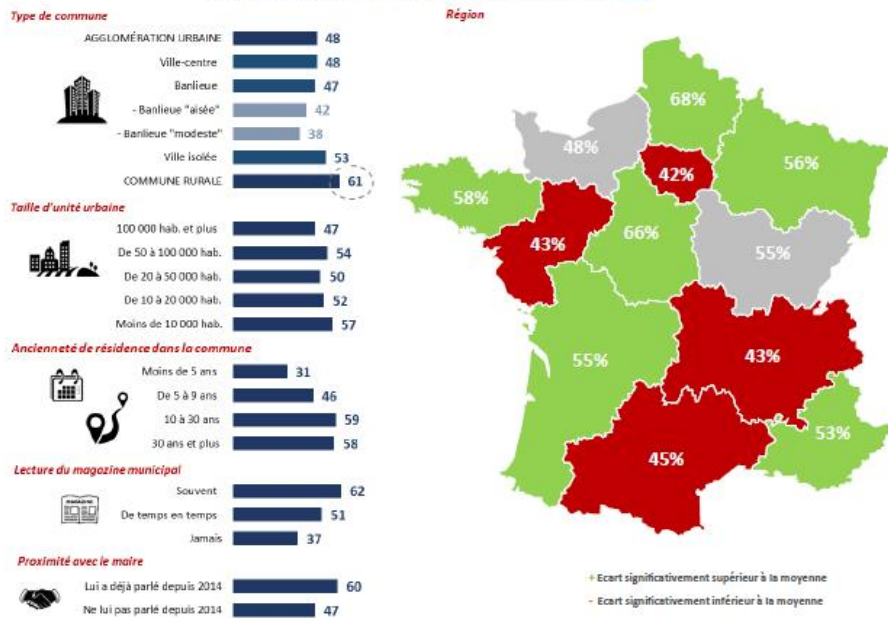 Type de commune
AGGLOMÉRATION URBAINE 48
Ville-centre 48
Banlieue 47
- Banlieue "aisée" 42
- Banlieue "modeste" 38
Ville isolée 53
COMMUNE RURALE 61
Taille d'unité urbaine
100 000 hab. et plus 47
De 50 à 100 000 hab. 54
De 20 à 50 000 hab. 50
De 10 à 20 000 hab. 52
Moins de 10 000 hab. 57
Ancienneté de résidence dans la commune
Moins de 5 ans 31
De 5 à 9 ans 46
10 à 30 ans 59
30 ans et plus 58
Lecture du magazine municipal
MAGAZINE
Souvent 62
De temps en temps 51
Jamais 37
Proximité avec le maire
Lui a déjà parlé depuis 2014 60
Ne lui pas parlé depuis 2014 47
Région
68%
48%
42%
56%
58%
43%
66%
55%
55%
43%
45%
53%
+ Ecart significativement supérieur à la moyenne
- Ecart significativement inférieur à la moyenne